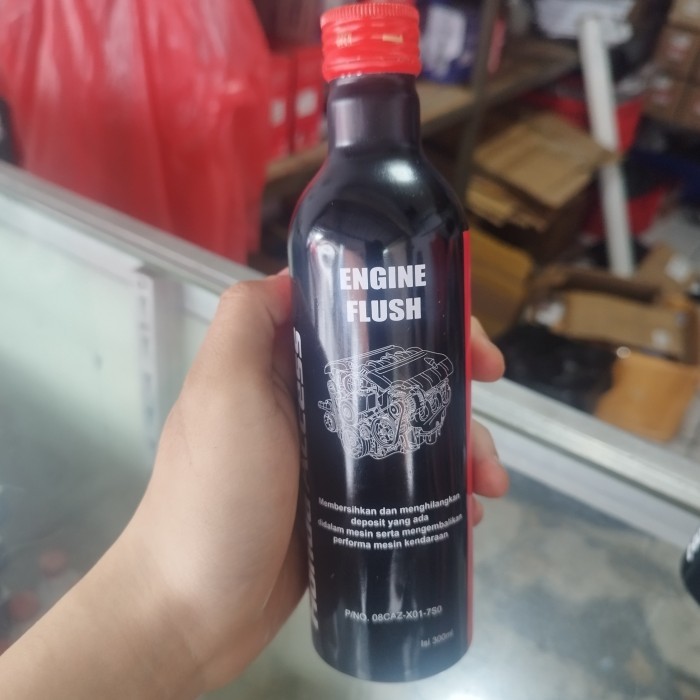 ENGINE
FLUSH
Membersihkan dan menghilangkan
deposit yang ada
didalam mesin serta mengembalikan
performa mesin kendaraan
P/NO. 08CAZ-X01-7S0
Isi 300ml